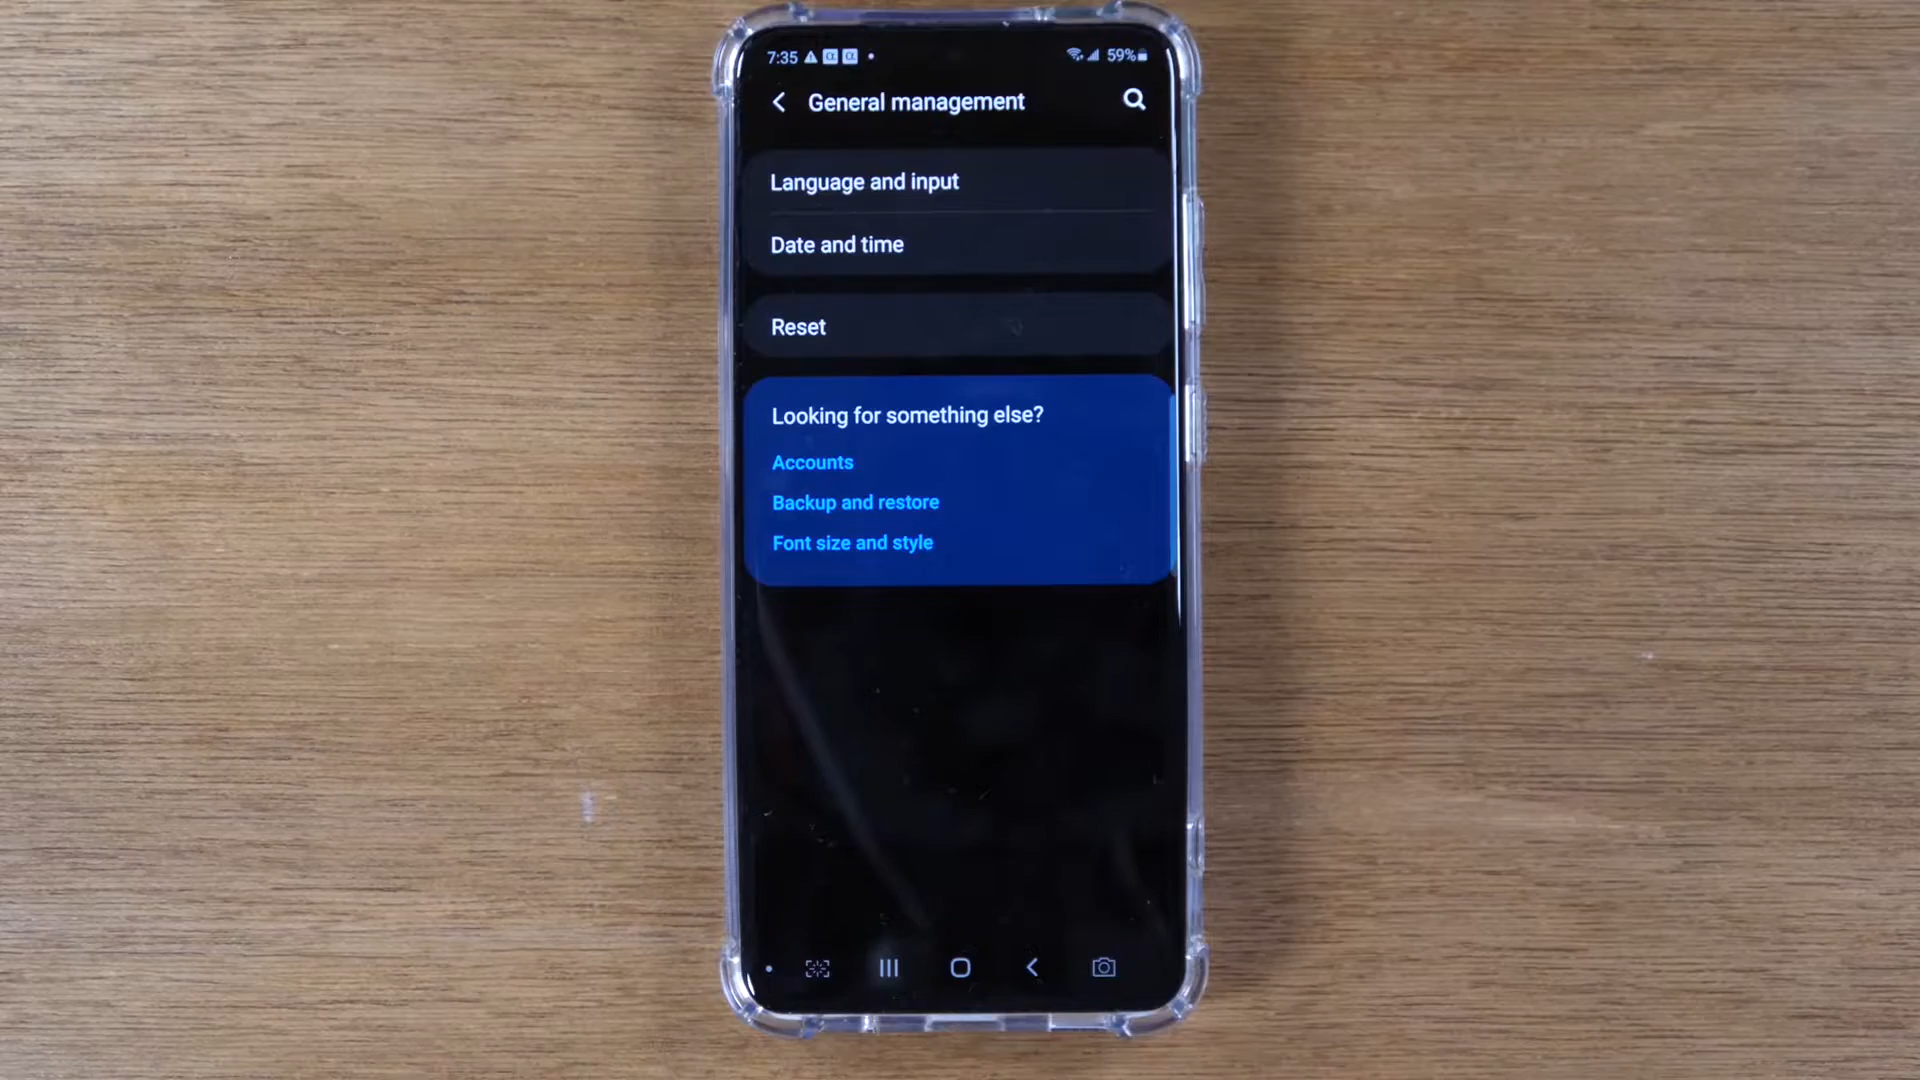 7:35
59%
General management
Language and input
Date and time
Reset
Looking for something else?
Accounts
Backup and restore
Font size and style